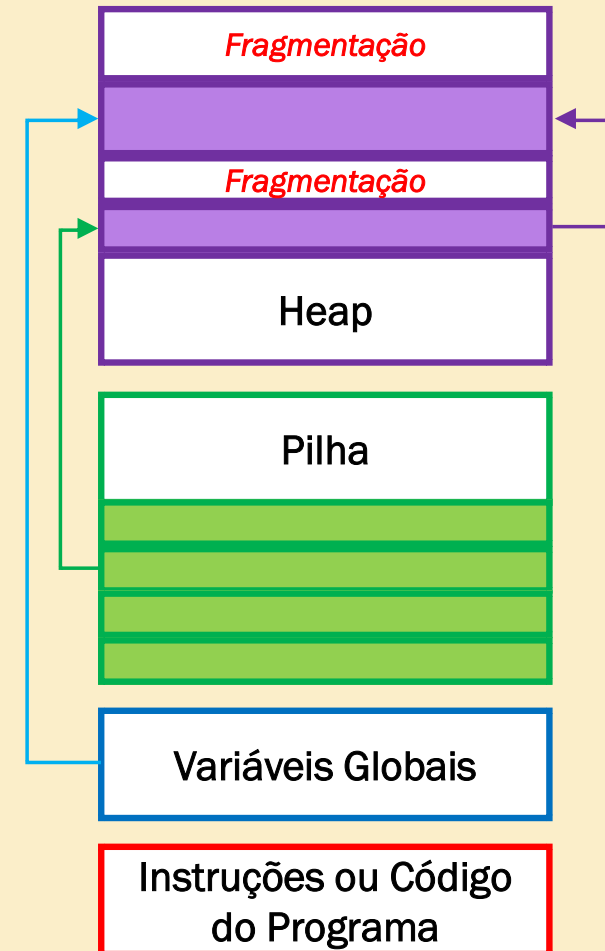 Fragmentação
Fragmentação
Heap
Pilha
Variáveis Globais
Instruções ou Código
do Programa